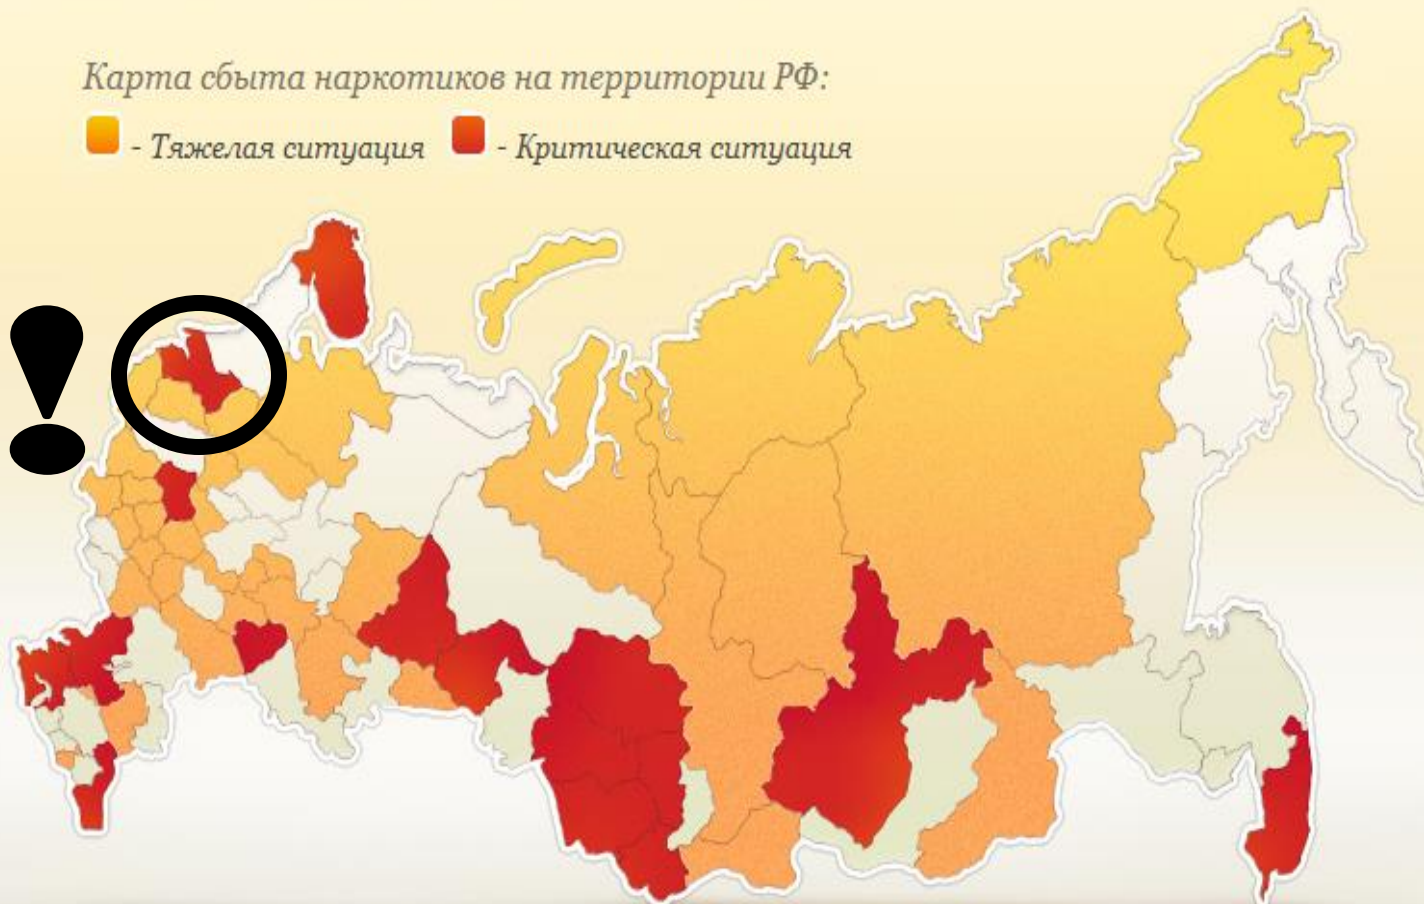 Карта сбыта наркотиков на территории РФ:
- Тяжелая ситуация - Критическая ситуация
!